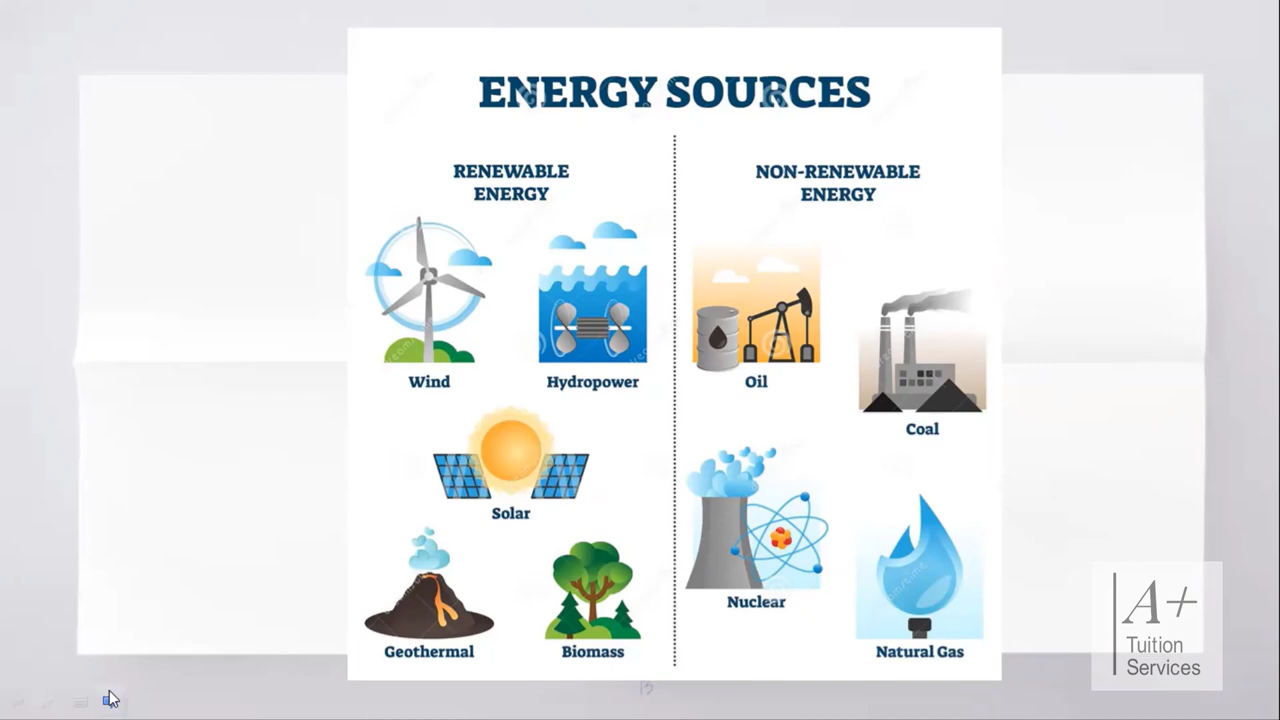 ENERGY SOURCES
RENEWABLE
ENERGY
Wind
Hydropower
Solar
Geothermal
Biomass
NON-RENEWABLE
ENERGY
Oil
Coal
Nuclear
Natural Gas
A+
Tuition
Services